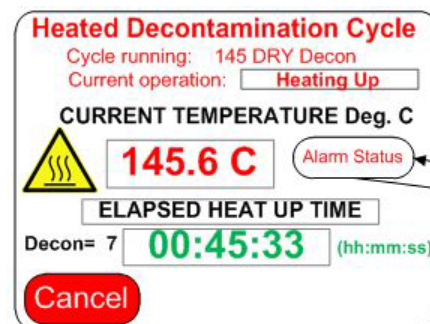 Heated Decontamination Cycle
Cycle running: 145 DRY Decon
Current operation: Heating Up
CURRENT TEMPERATURE Deg. C
145.6 C
Alarm Status
ELAPSED HEAT UP TIME
Decon= 7 00:45:33 (hh:mm:ss)
Cancel